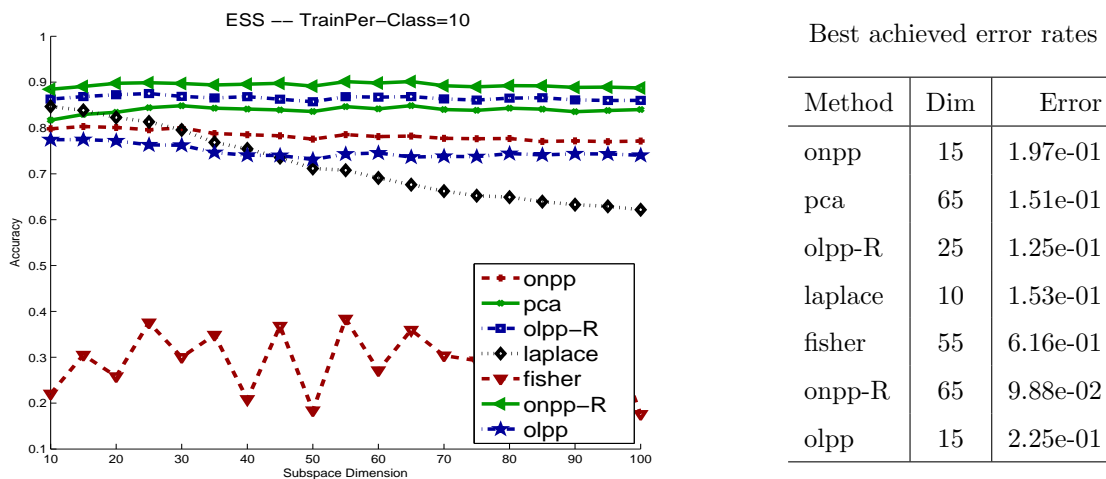 ESS −− TrainPer−Class=10
1
0.9
0.8
0.7
0.6
0.5
0.4
0.3
0.2
0.1
Accuracy
10 20 30 40 50 60 70 80 90 100
Subspace Dimension
onpp
pca
olpp−R
laplace
fisher
onpp−R
olpp
Best achieved error rates
Method Dim Error
onpp 15 1.97e-01
pca 65 1.51e-01
olpp-R 25 1.25e-01
laplace 10 1.53e-01
fisher 55 6.16e-01
onpp-R 65 9.88e-02
olpp 15 2.25e-01